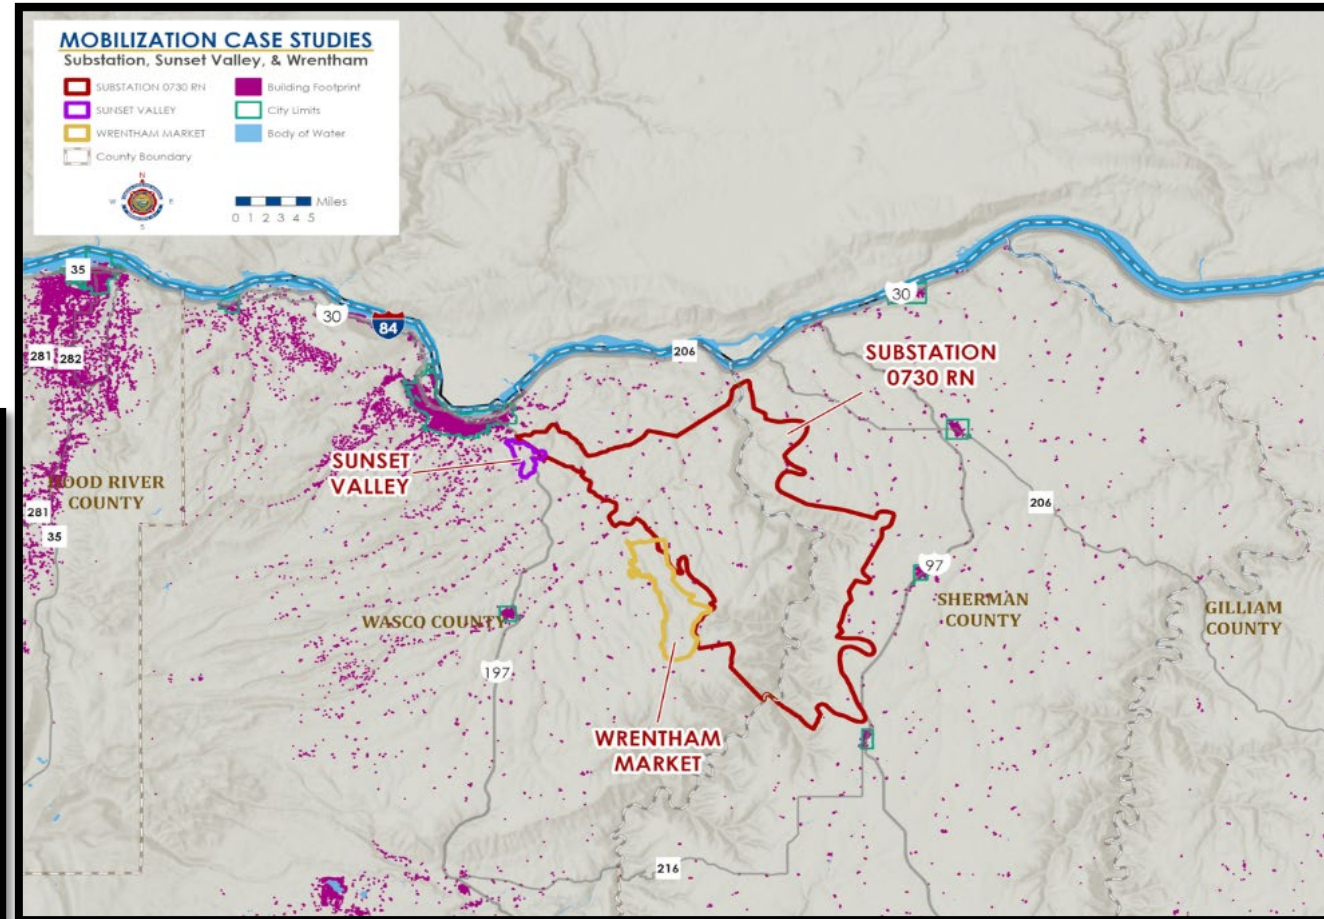 MOBILIZATION CASE STUDIES
Substation, Sunset Valley, & Wrentham
SUBSTATION 0730 RN
Building Footprint
SUNSET VALLEY
City Limits
WRENTHAM MARKET
Body of Water
County Boundary
N
W
E
S
Miles
0 1 2 3 4 5
35
30
84
206
30
281 282
SUBSTATION
0730 RN
SUNSET
VALLEY
HOOD RIVER
COUNTY
281
35
206
97
WASCO COUNTY
SHERMAN
COUNTY
GILLIAM
COUNTY
197
WRENTHAM
MARKET
216